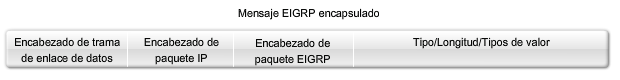 Mensaje EIGRP encapsulado
Encabezado de trama
de enlace de datos
Encabezado de
paquete IP
Encabezado de
paquete EIGRP
Tipo/Longitud/Tipos de valor